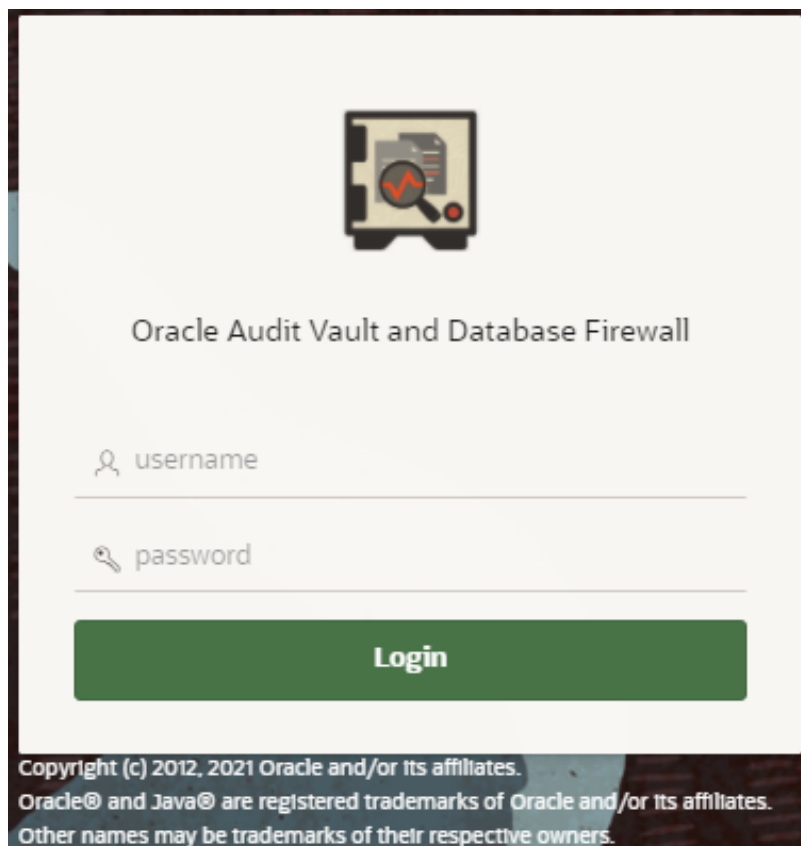 Oracle Audit Vault and Database Firewall
username
password
Login
Copyright (c) 2012, 2021 Oracle and/or its affiliates.
Oracle® and Java® are registered trademarks of Oracle and/or its affiliates.
Other names may be trademarks of their respective owners.